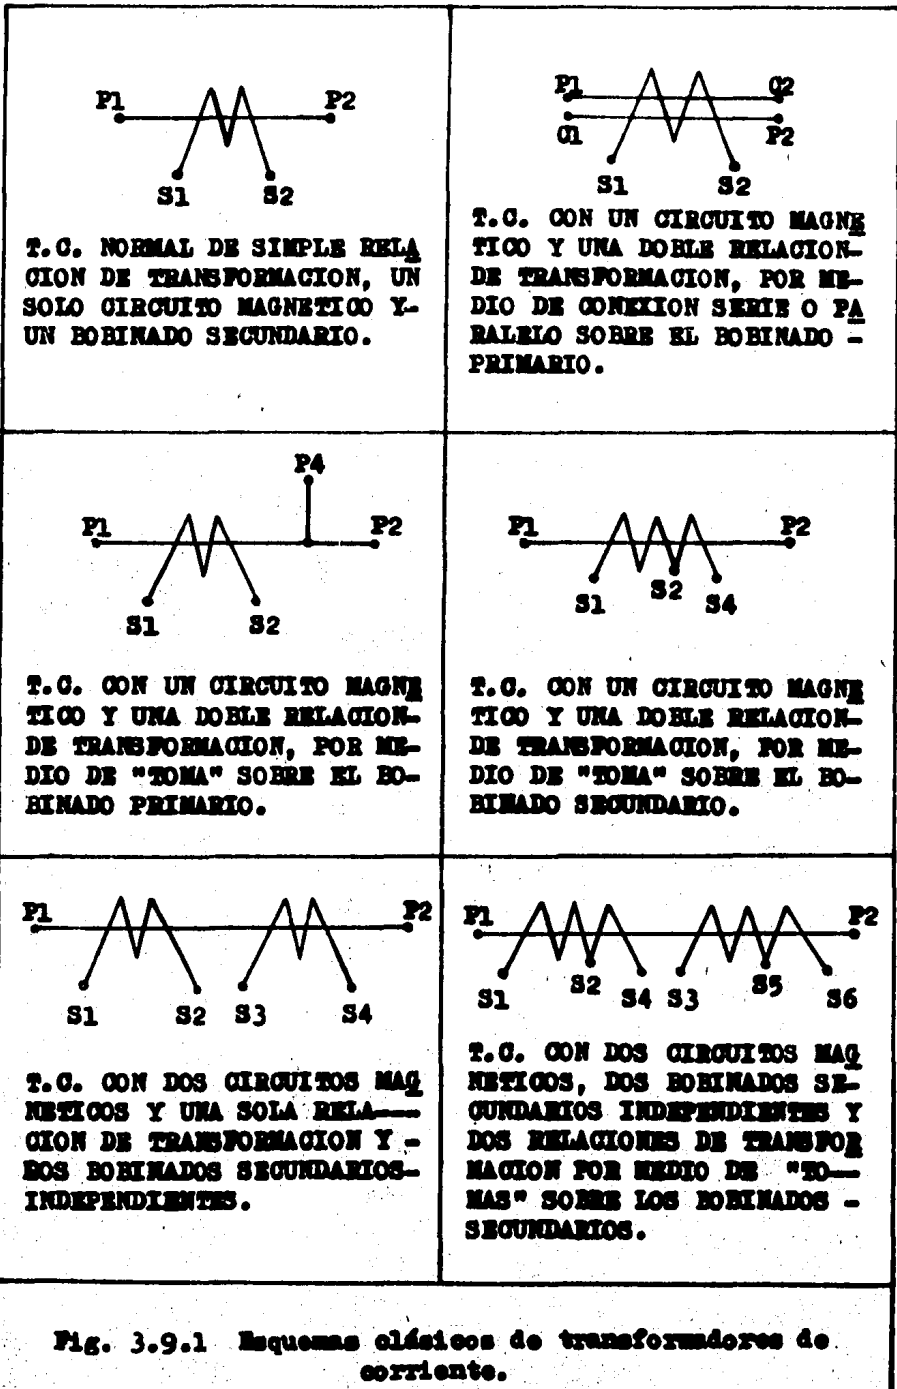 P1 P2
S1 S2
T.C. NORMAL DE SIMPLE RELA
CION DE TRANSFORMACION, UN
SOLO CIRCUITO MAGNETICO Y-
UN BOBINADO SECUNDARIO.
P1 C2
C1 P2
S1 S2
T.C. CON UN CIRCUITO MAGNE
TICO Y UNA DOBLE RELACION-
DE TRANSFORMACION, POR ME-
DIO DE CONEXION SERIE O PA
RALELO SOBRE EL BOBINADO -
PRIMARIO.
P4
P1 P2
S1 S2
T.C. CON UN CIRCUITO MAGNE
TICO Y UNA DOBLE RELACION-
DE TRANSFORMACION, POR ME-
DIO DE "TOMA" SOBRE EL BO-
BINADO PRIMARIO.
P1 P2
S1 S2 S4
T.C. CON UN CIRCUITO MAGNE
TICO Y UNA DOBLE RELACION-
DE TRANSFORMACION, POR ME-
DIO DE "TOMA" SOBRE EL BO-
BINADO SECUNDARIO.
P1 P2
S1 S2 S3 S4
T.C. CON DOS CIRCUITOS MAG
NETICOS Y UNA SOLA RELA---
CION DE TRANSFORMACION Y -
DOS BOBINADOS SECUNDARIOS-
INDEPENDIENTES.
P1 P2
S1 S2 S4 S3 S5 S6
T.C. CON DOS CIRCUITOS MAG
NETICOS, DOS BOBINADOS SE-
CUNDARIOS INDEPENDIENTES Y
DOS RELACIONES DE TRANSFOR
MACION POR MEDIO DE "TO--
MAS" SOBRE LOS BOBINADOS -
SECUNDARIOS.
Fig. 3.9.1 Esquemas clásicos de transformadores de
corriente.